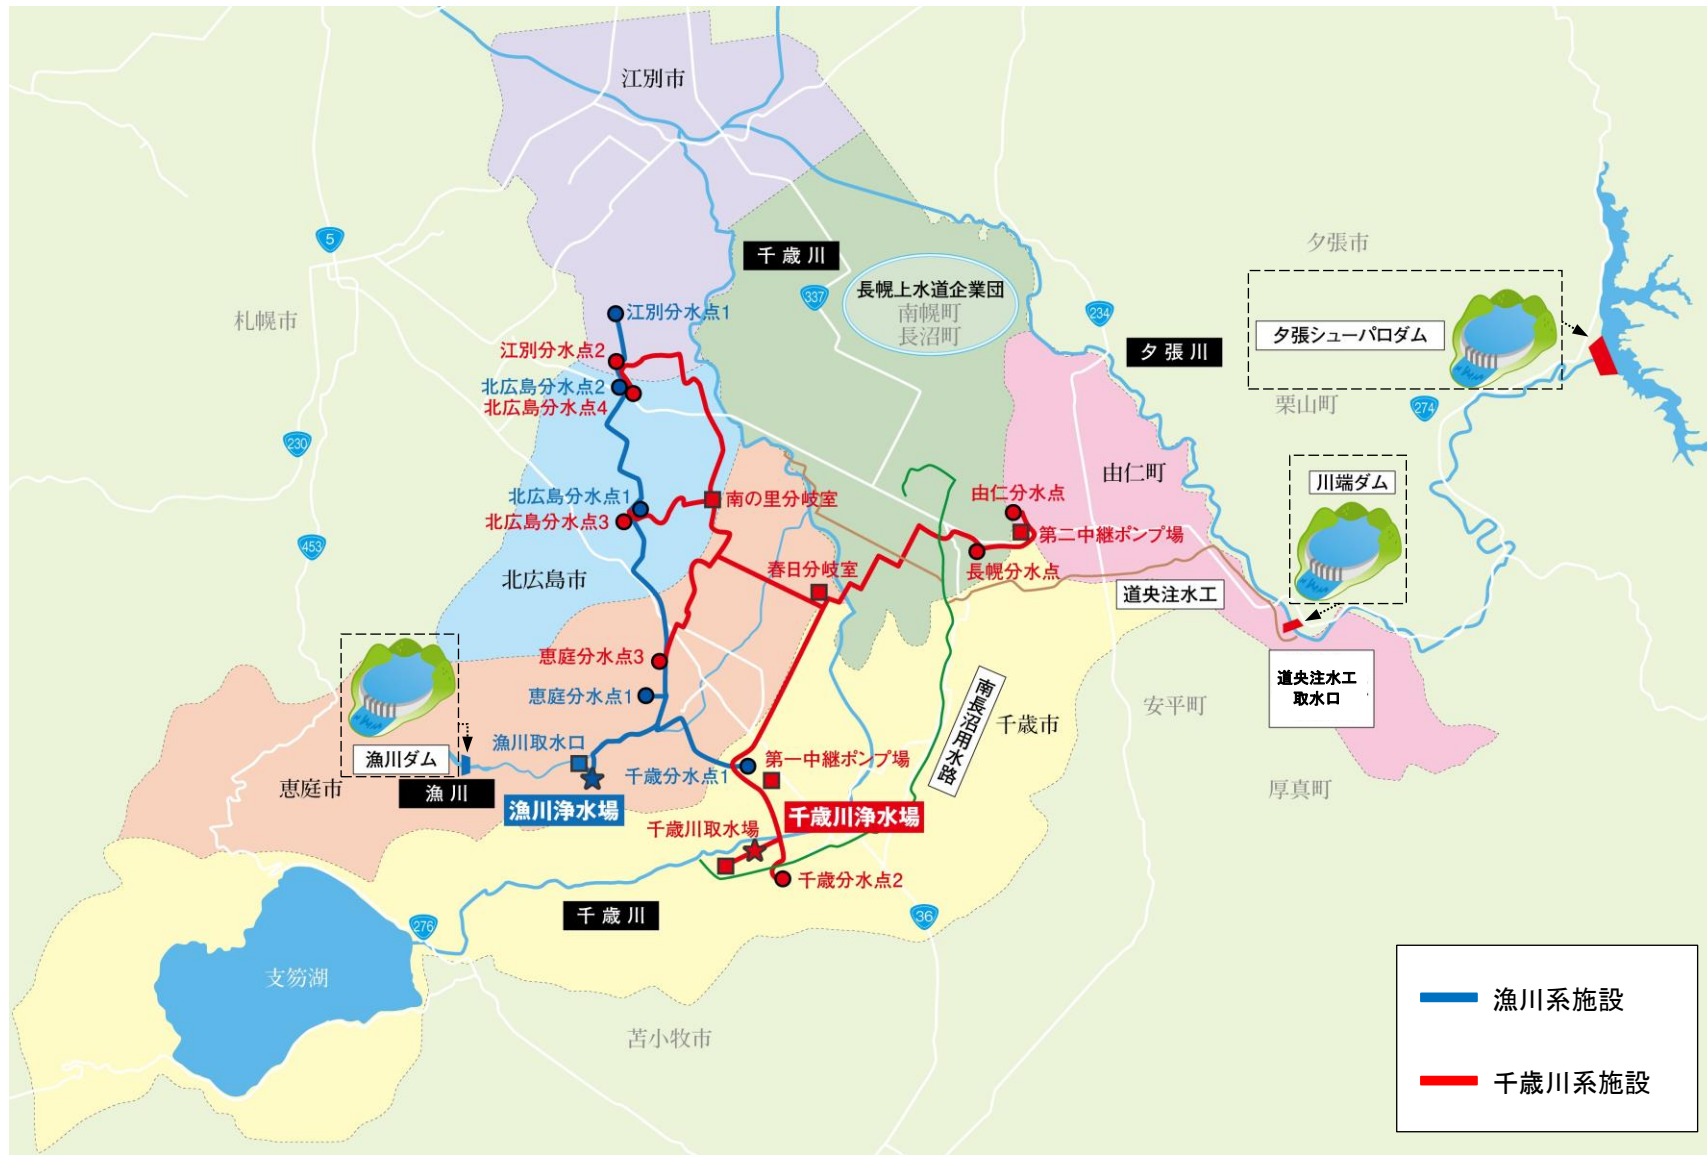 江別市
5
札幌市
千歳川
337
長幌上水道企業団
南幌町
長沼町
234
夕張川
夕張市
夕張シューパロダム
栗山町
274
江別分水点1
江別分水点2
北広島分水点2
北広島分水点4
230
北広島分水点1
北広島分水点3
南の里分岐室
453
北広島市
春日分岐室
由仁町
由仁分水点
第二中継ポンプ場
長幌分水点
川端ダム
道央注水工
道央注水工
取水口
恵庭分水点3
恵庭分水点1
漁川取水口
漁川ダム
恵庭市
漁川
千歳分水点1
漁川浄水場
第一中継ポンプ場
千歳川浄水場
千歳川取水場
千歳分水点2
南長沼用水路
千歳市
安平町
厚真町
千歳川
276
36
支笏湖
苫小牧市
漁川系施設
千歳川系施設